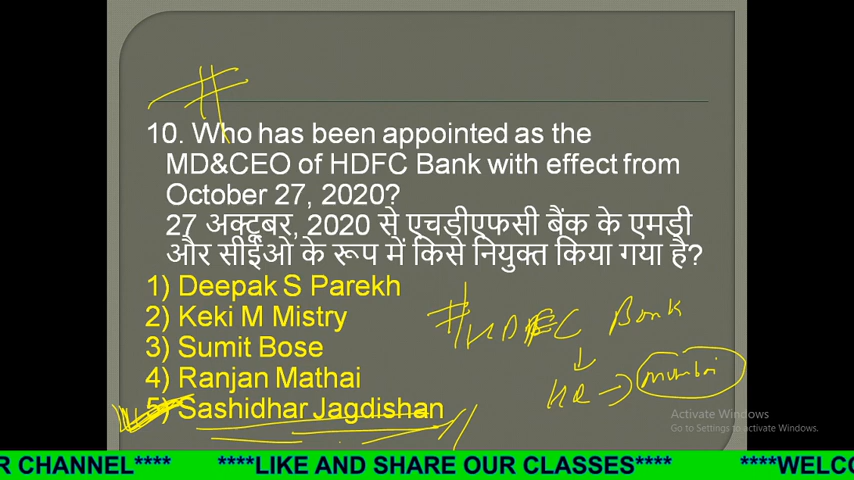 10. Who has been appointed as the
MD&CEO of HDFC Bank with effect from
October 27, 2020?
27 अक्टूबर, 2020 से एचडीएफसी बैंक के एमडी
और सीईओ के रूप में किसे नियुक्त किया गया है?
1) Deepak S Parekh
2) Keki M Mistry
3) Sumit Bose
4) Ranjan Mathai
5) Sashidhar Jagdishan
# HDFC Bank
HQ → mumbai
Activate Windows
Go to Settings to activate Windows.
R CHANNEL**** ****LIKE AND SHARE OUR CLASSES**** ****WELCO